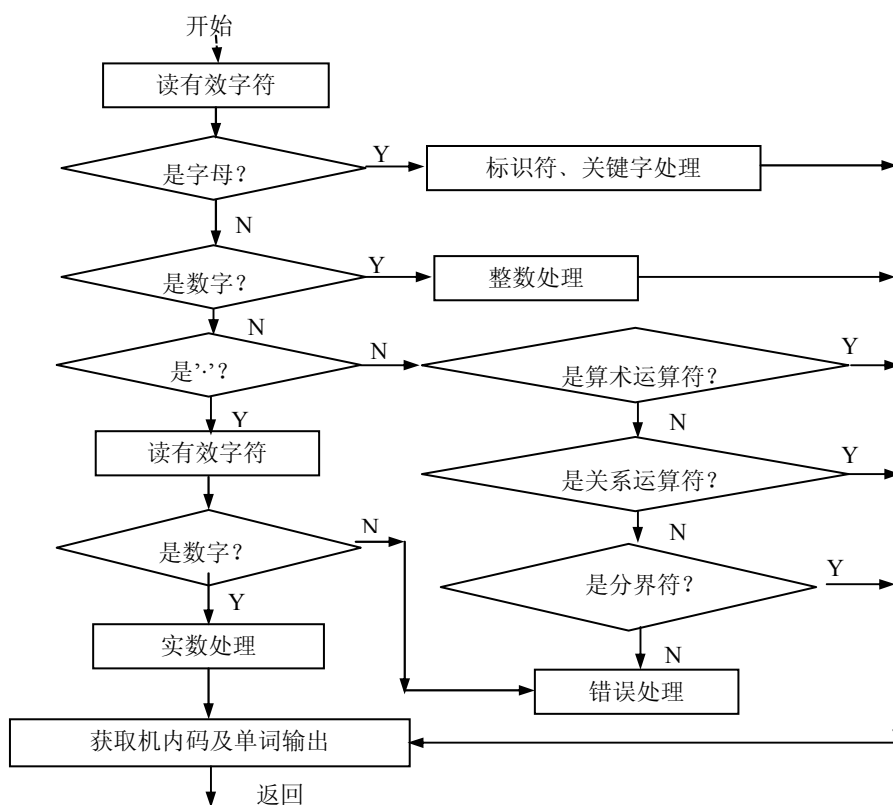 开始
读有效字符
是字母？
Y
标识符、关键字处理
N
是数字？
Y
整数处理
N
是’·’？
N
是算术运算符？
Y
Y
N
读有效字符
是关系运算符？
Y
N
N
是数字？
是分界符？
Y
Y
实数处理
N
错误处理
获取机内码及单词输出
返回